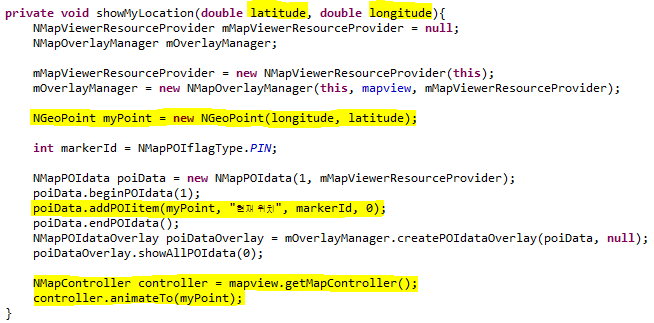 private void showMyLocation(double latitude, double longitude){
NMapViewerResourceProvider mMapViewerResourceProvider = null;
NMapOverlayManager mOverlayManager;
mMapViewerResourceProvider = new NMapViewerResourceProvider(this);
mOverlayManager = new NMapOverlayManager(this, mapview, mMapViewerResourceProvider);
NGeoPoint myPoint = new NGeoPoint(longitude, latitude);
int markerId = NMapPOIflagType.PIN;
NMapPOIdata poiData = new NMapPOIdata(1, mMapViewerResourceProvider);
poiData.beginPOIdata(1);
poiData.addPOIitem(myPoint, "현재 위치", markerId, 0);
poiData.endPOIdata();
NMapPOIdataOverlay poiDataOverlay = mOverlayManager.createPOIdataOverlay(poiData, null);
poiDataOverlay.showAllPOIdata(0);
NMapController controller = mapview.getMapController();
controller.animateTo(myPoint);
}